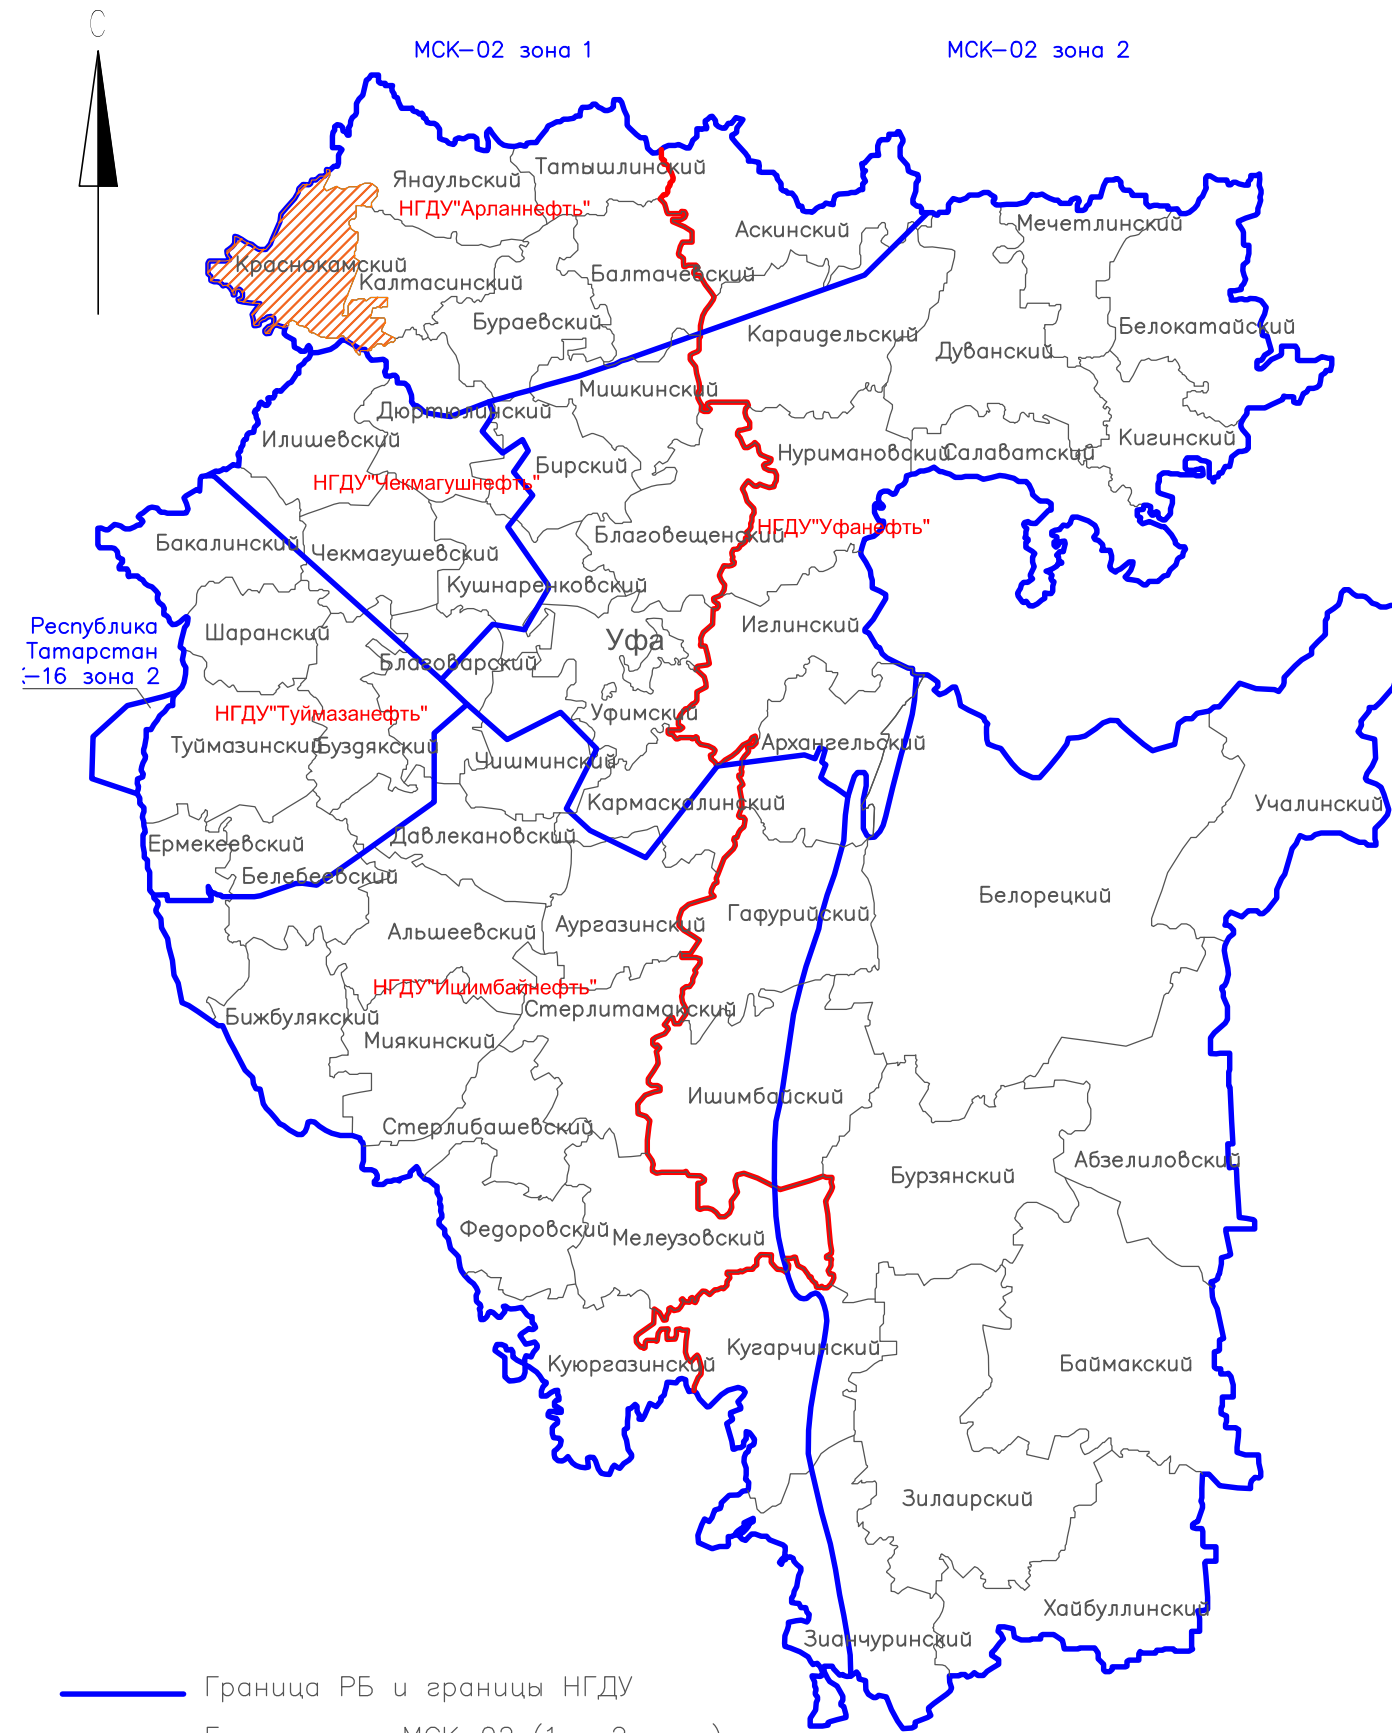 С
МСК-02 зона 1
МСК-02 зона 2
Татышлинский
Янаульский
НГДУ"Арланнефть"
Аскинский
Мечетлинский
Краснокамский
Калтасинский
Балтачевский
Бураевский
Караидельский
Дуванский
Белокатайский
Мишкинский
Дюртюлинский
Илишевский
Бирский
Нуримановский
Салаватский
Кигинский
НГДУ"Чекмагушнефть"
НГДУ"Уфанефть"
Благовещенский
Бакалинский
Чекмагушевский
Кушнаренковский
Республика
Татарстан
-16 зона 2
Шаранский
Уфа
Иглинский
Благоварский
НГДУ"Туймазанефть"
Уфимский
Туймазинский
Буздякский
Чишминский
Архангельский
Кармаскалинский
Учалинский
Ермекеевский
Давлекановский
Белебеевский
Белорецкий
Альшеевский
Аургазинский
Гафурийский
НГДУ"Ишимбайнефть"
Бижбулякский
Стерлитамакский
Миякинский
Ишимбайский
Стерлибашевский
Бурзянский
Абзелиловский
Федоровский
Мелеузовский
Куюргазинский
Кугарчинский
Баймакский
Зилаирский
Хайбуллинский
Зианчуринский
Граница РБ и границы НГДУ